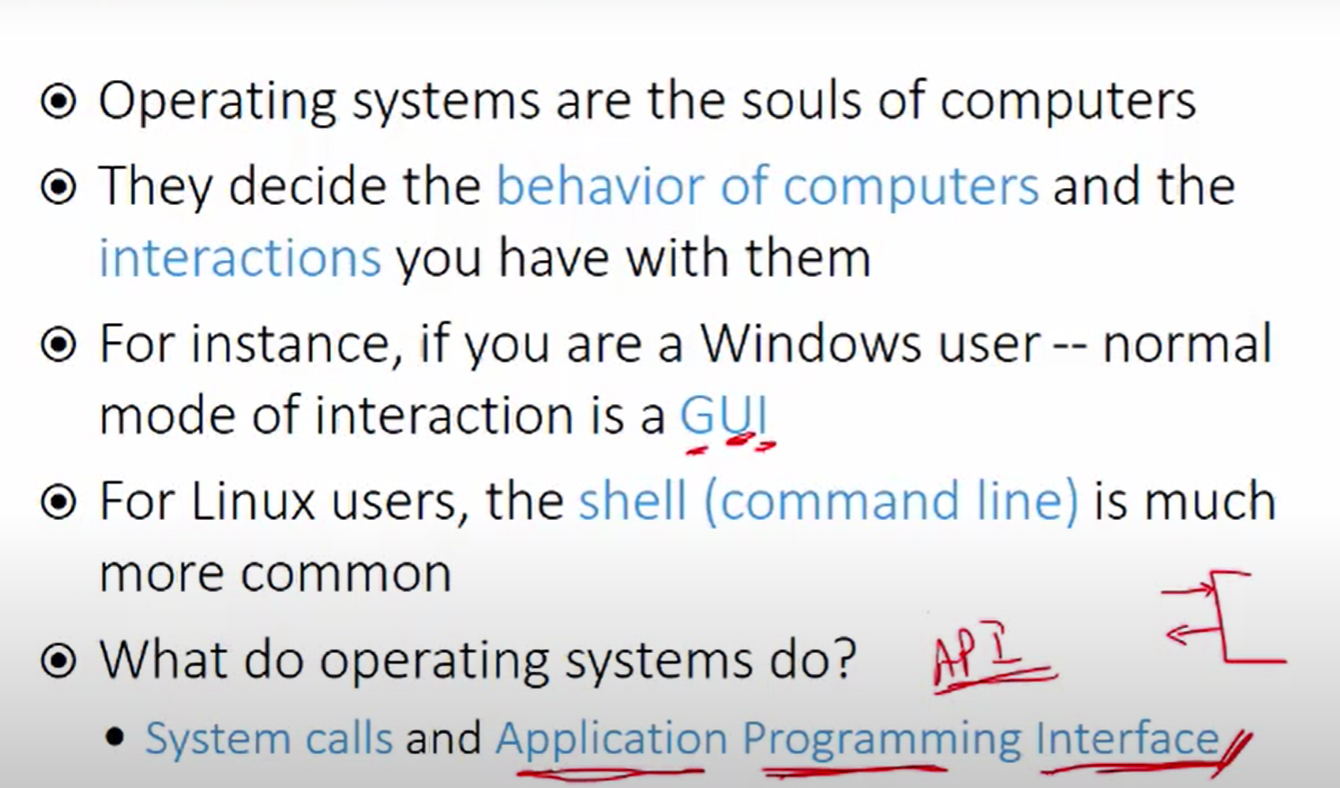 Operating systems are the souls of computers
They decide the behavior of computers and the
interactions you have with them
For instance, if you are a Windows user -- normal
mode of interaction is a GUI
For Linux users, the shell (command line) is much
more common
What do operating systems do? API
System calls and Application Programming Interface